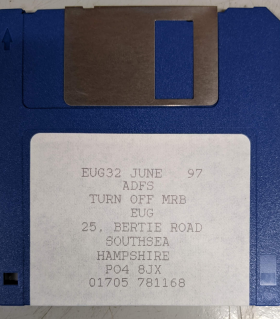 EUG32 JUNE 97
ADFS
TURN OFF MRB
EUG
25, BERTIE ROAD
SOUTHSEA
HAMPSHIRE
PO4 8JX
01705 781168